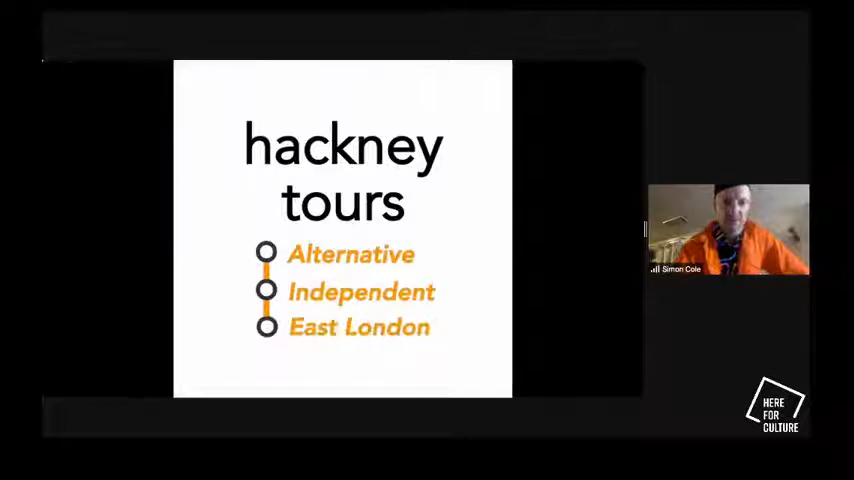 hackney
tours
Alternative
Independent
East London
Simon Cole
HERE
FOR
CULTURE